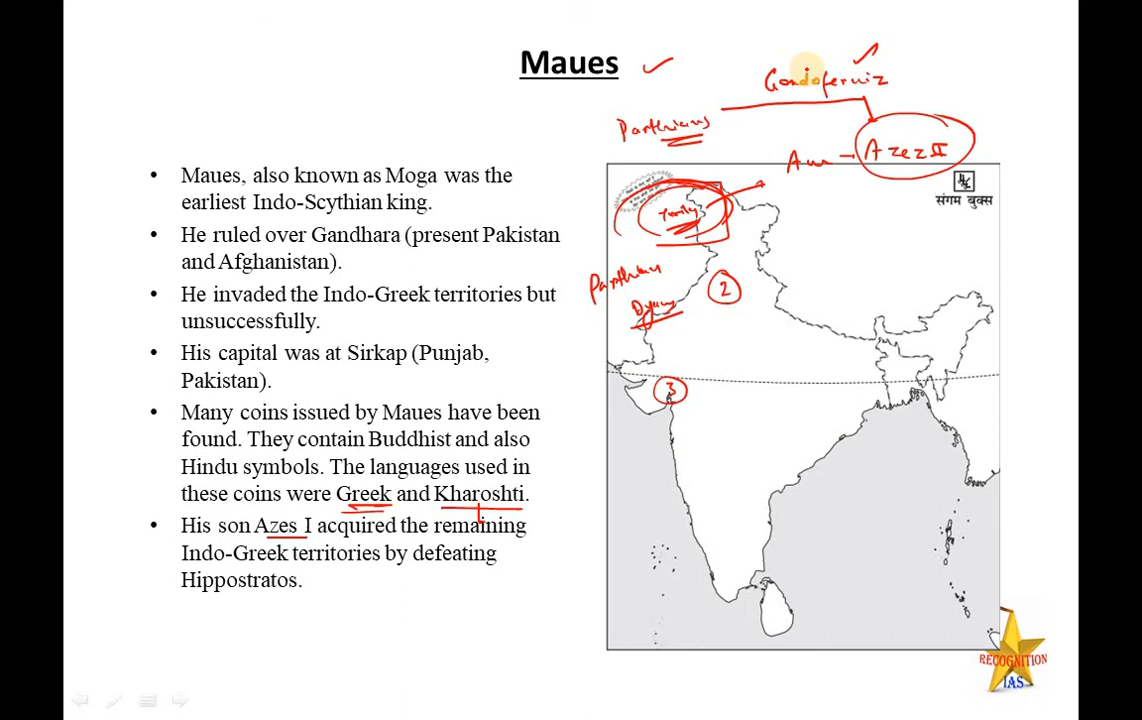 Maues
Gondoferniz
Parthians
Azez II
संगम बुक्स
Maues, also known as Moga was the
earliest Indo-Scythian king.
He ruled over Gandhara (present Pakistan
and Afghanistan).
Parthian
2
He invaded the Indo-Greek territories but
unsuccessfully.
His capital was at Sirkap (Punjab,
Pakistan).
3
Many coins issued by Maues have been
found. They contain Buddhist and also
Hindu symbols. The languages used in
these coins were Greek and Kharoshti.
His son Azes I acquired the remaining
Indo-Greek territories by defeating
Hippostratos.
RECOGNITION
IAS